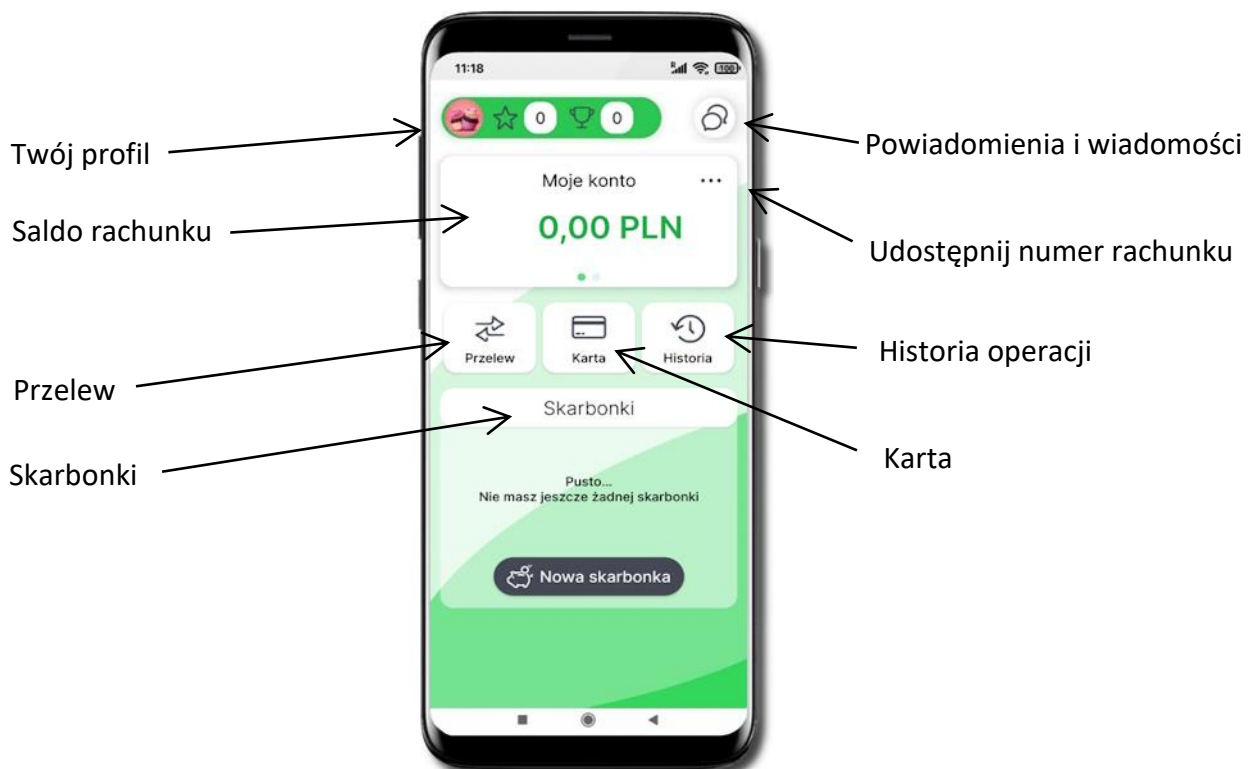 11:18
R
100
0
0
Twój profil
Powiadomienia i wiadomości
Moje konto
Saldo rachunku
0,00 PLN
Udostępnij numer rachunku
Przelew
Karta
Historia
Historia operacji
Przelew
Skarbonki
Karta
Skarbonki
Pusto...
Nie masz jeszcze żadnej skarbonki
Nowa skarbonka